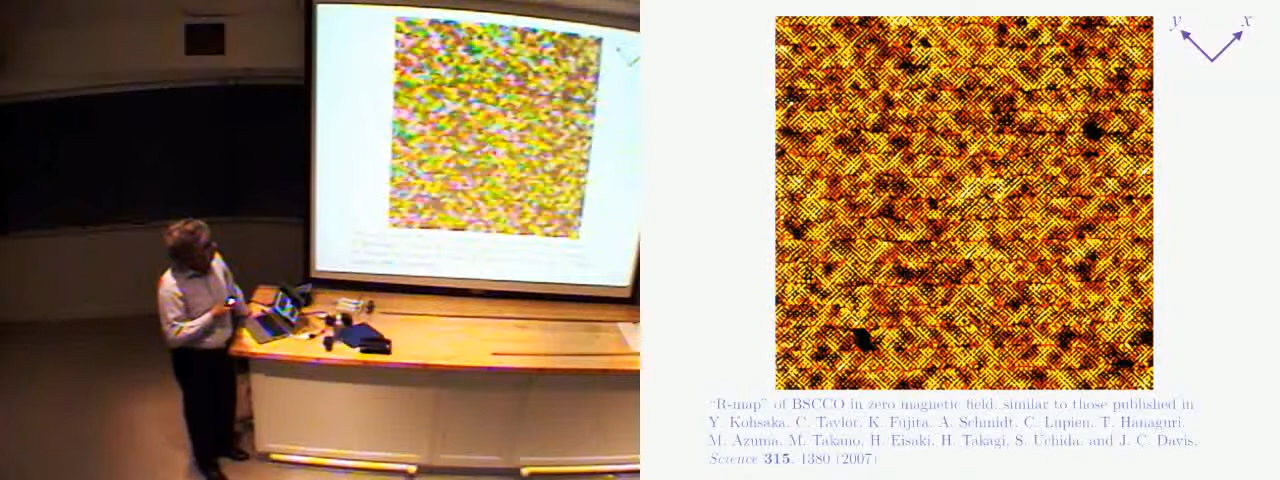 y x
"R-map" of BSCCO in zero magnetic field, similar to those published in
Y. Kohsaka, C. Taylor, K. Fujita, A. Schmidt, C. Lupien, T. Hanaguri,
M. Azuma, M. Takano, H. Eisaki, H. Takagi, S. Uchida, and J. C. Davis,
Science 315, 1380 (2007)